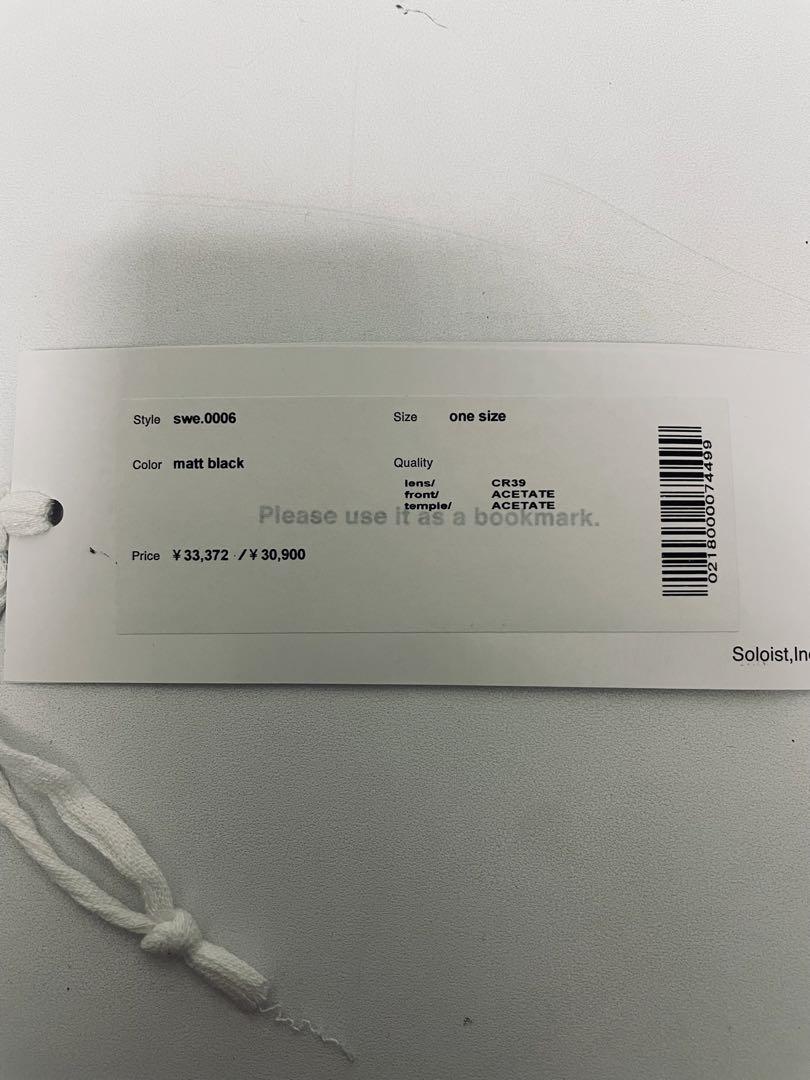 Style swe.0006 Size one size
Color matt black Quality
lens/ CR39
front/ ACETATE
temple/ ACETATE
Please use it as a bookmark.
Price ¥33,372 / ¥30,900
0218000074499
Soloist,In